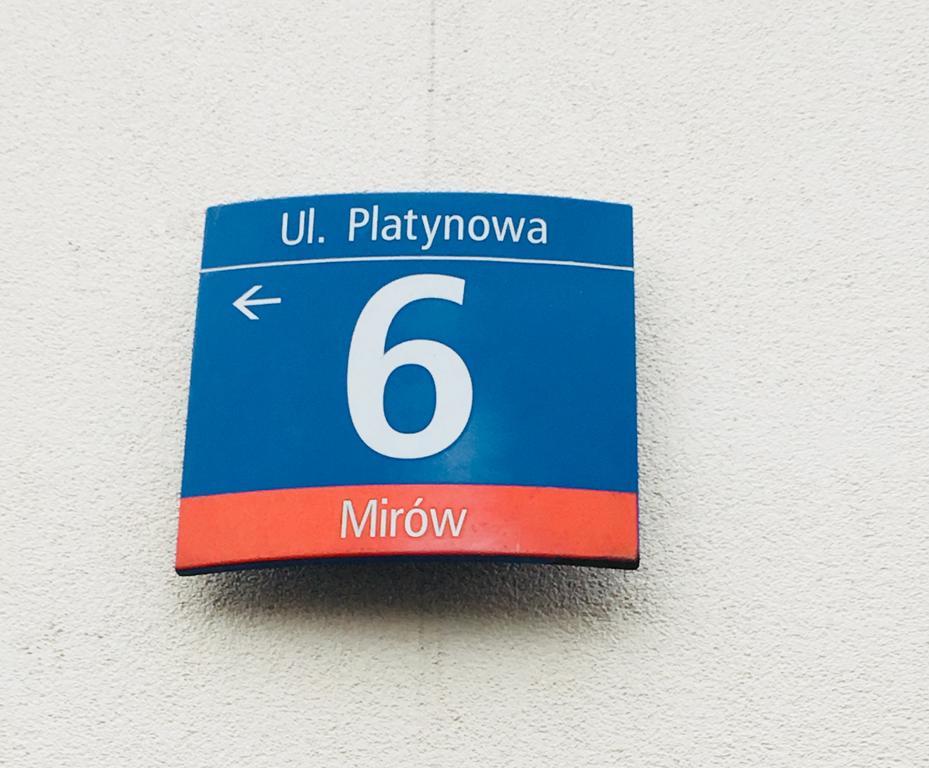 Ul. Platynowa
← 6
Mirów